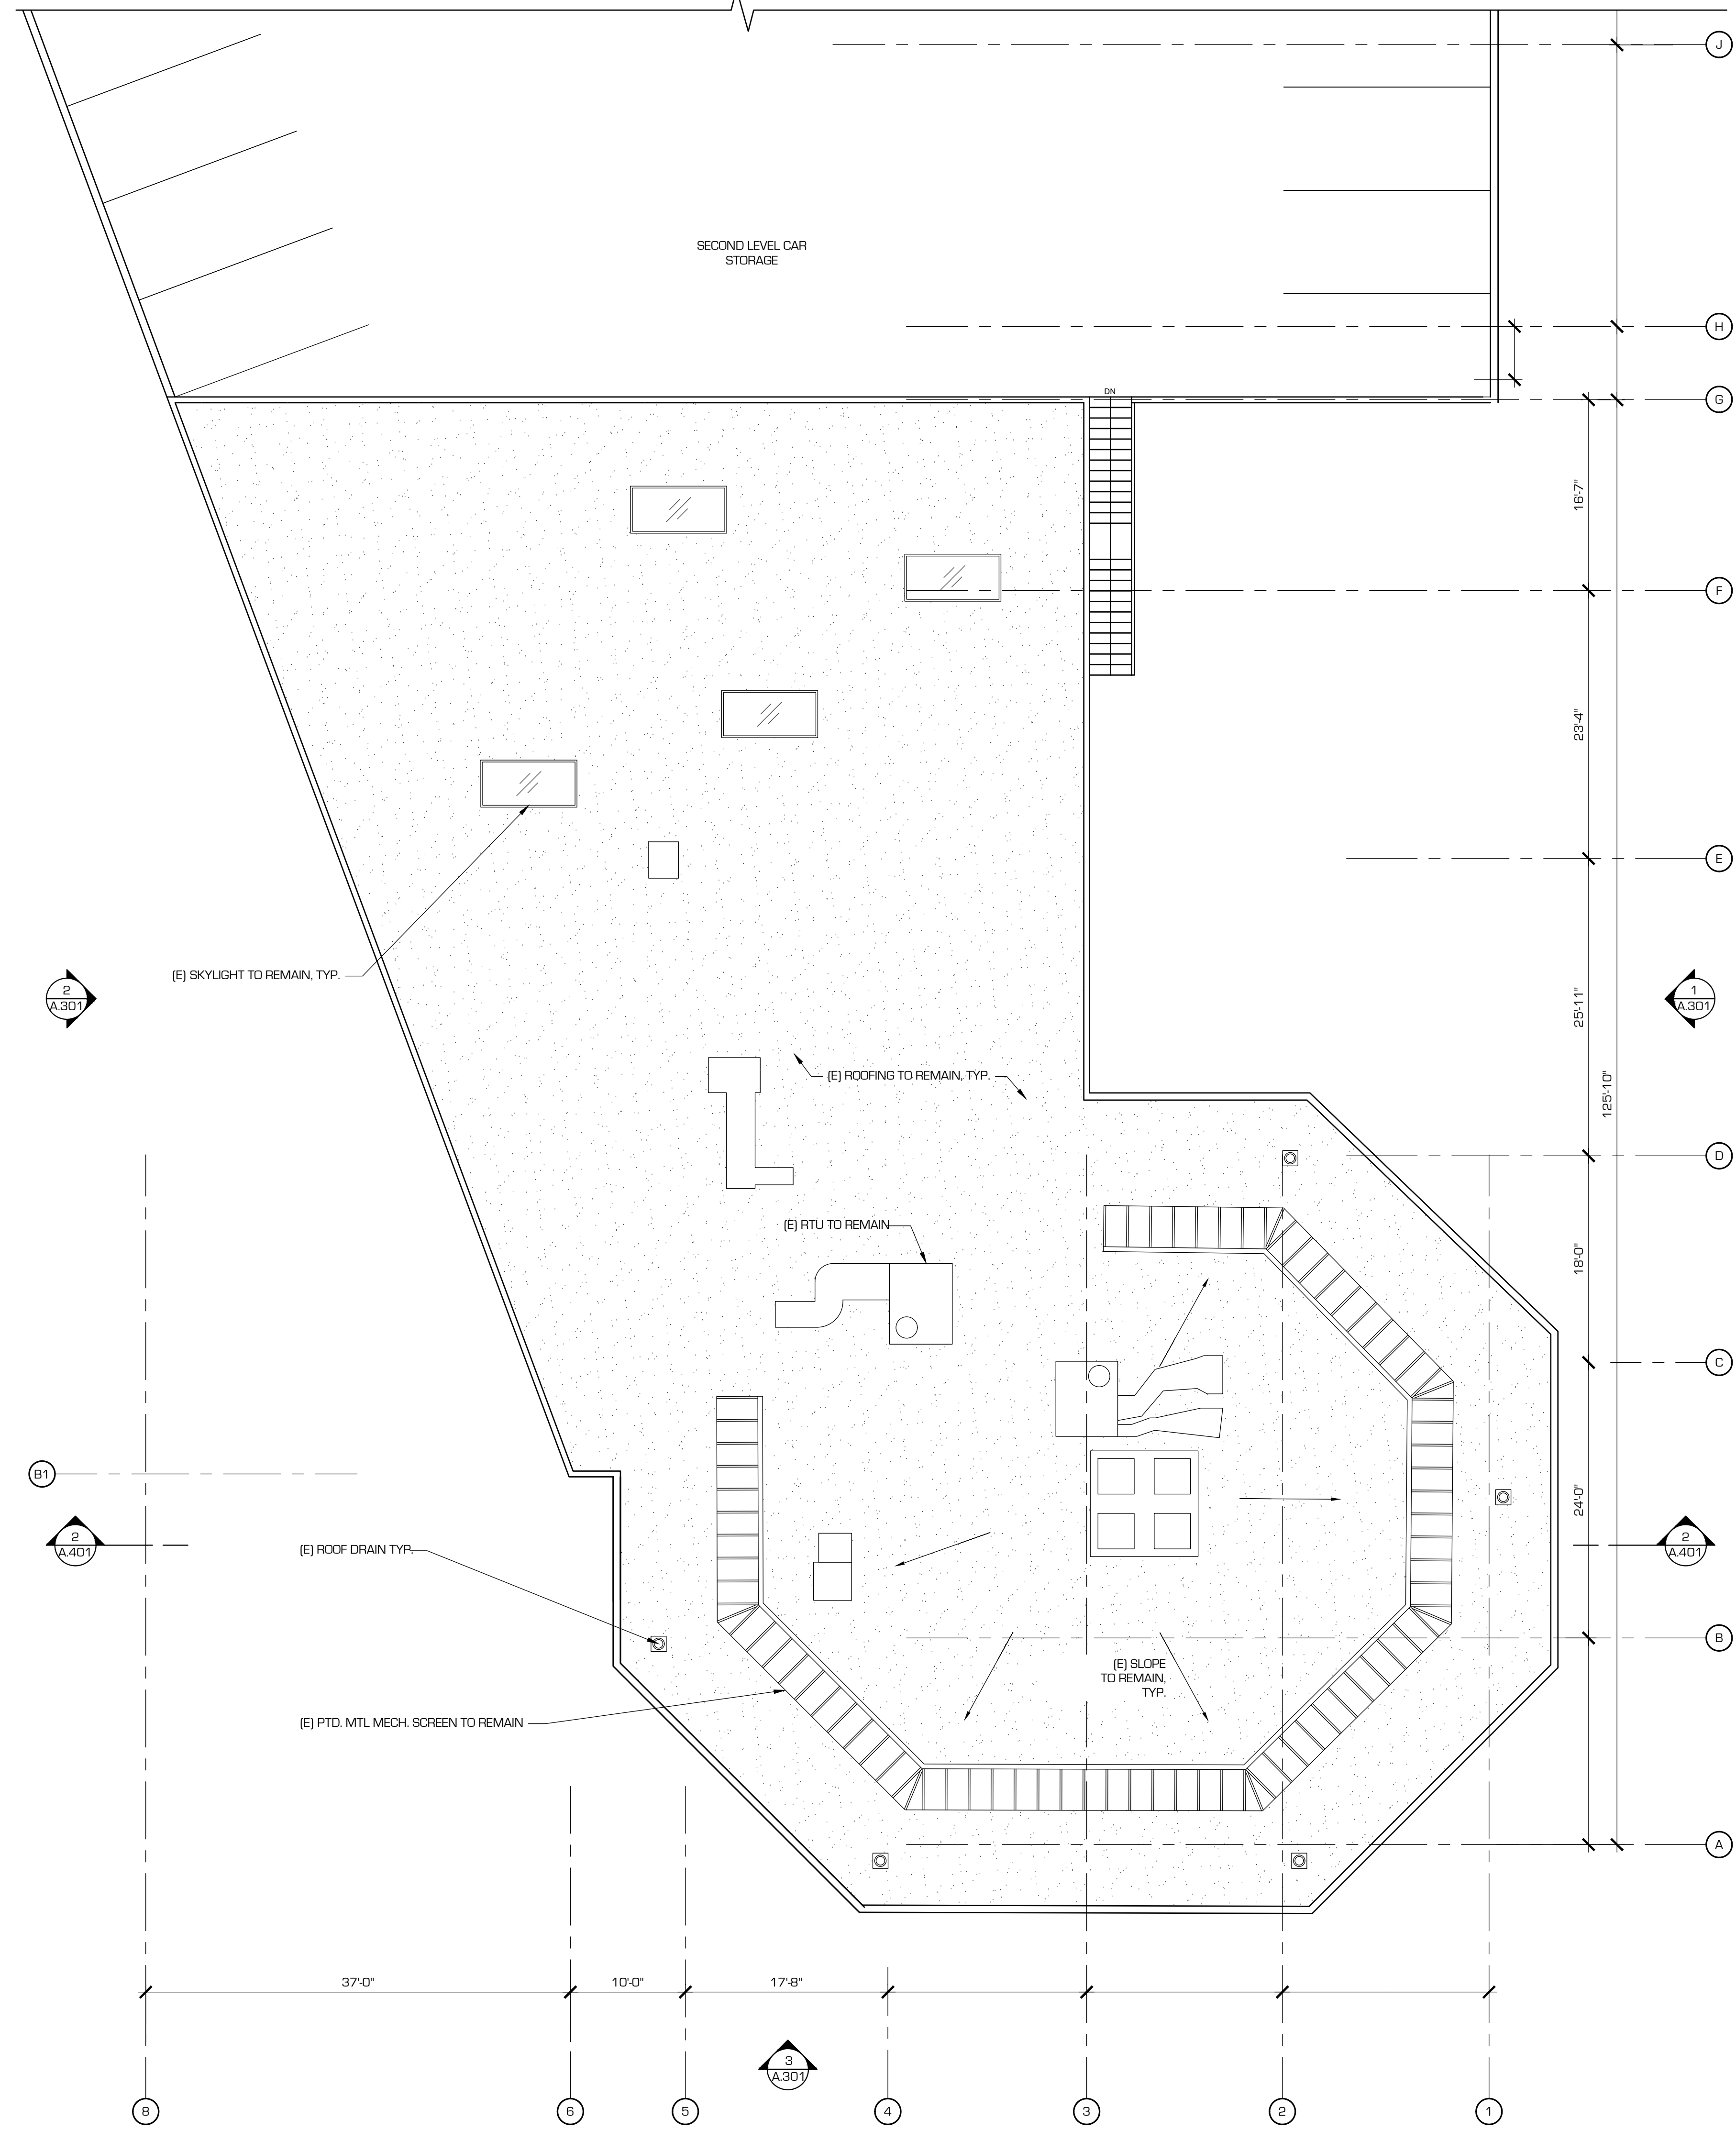 J
SECOND LEVEL CAR
STORAGE
H
DN
G
16'-7"
F
23'-4"
E
(E) SKYLIGHT TO REMAIN, TYP.
2
A.301
25'-11"
1
A.301
(E) ROOFING TO REMAIN, TYP.
125'-10"
D
(E) RTU TO REMAIN
18'-0"
C
B1
24'-0"
2
A.401
(E) ROOF DRAIN TYP.
2
A.401
B
(E) SLOPE
TO REMAIN,
TYP.
(E) PTD. MTL MECH. SCREEN TO REMAIN
A
37'-0"
10'-0"
17'-8"
3
A.301
8
6
5
4
3
2
1